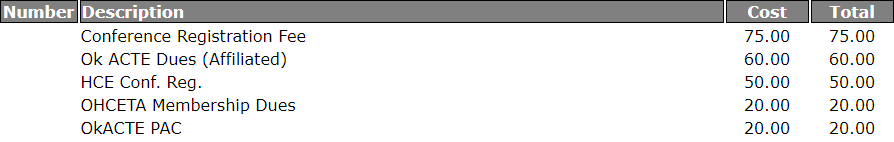 Number Description Cost Total
Conference Registration Fee 75.00 75.00
Ok ACTE Dues (Affiliated) 60.00 60.00
HCE Conf. Reg. 50.00 50.00
OHCETA Membership Dues 20.00 20.00
OkACTE PAC 20.00 20.00